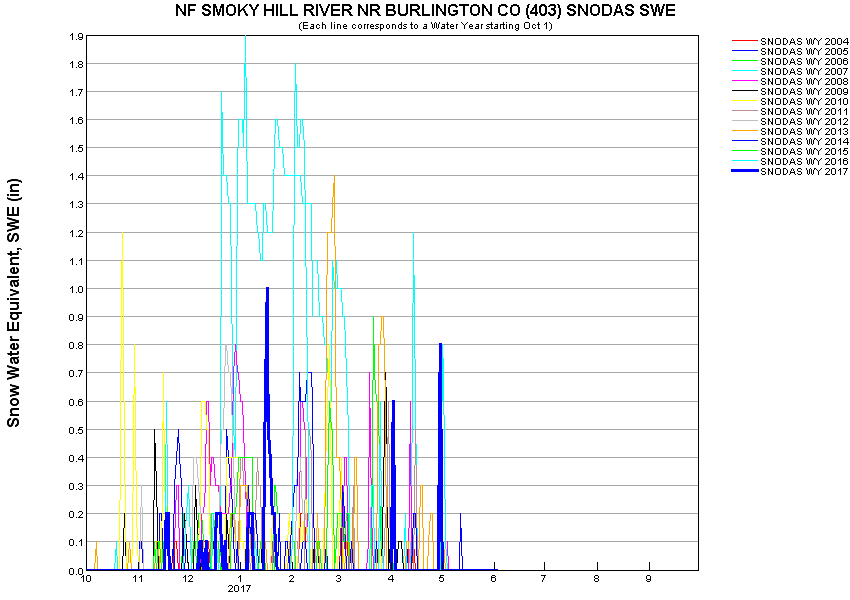 NF SMOKY HILL RIVER NR BURLINGTON CO (403) SNODAS SWE
(Each line corresponds to a Water Year starting Oct 1)
Snow Water Equivalent, SWE (in)
1.9
1.8
1.7
1.6
1.5
1.4
1.3
1.2
1.1
1.0
0.9
0.8
0.7
0.6
0.5
0.4
0.3
0.2
0.1
0.0
10 11 12 1 2 3 4 5 6 7 8 9
2017
SNODAS WY 2004
SNODAS WY 2005
SNODAS WY 2006
SNODAS WY 2007
SNODAS WY 2008
SNODAS WY 2009
SNODAS WY 2010
SNODAS WY 2011
SNODAS WY 2012
SNODAS WY 2013
SNODAS WY 2014
SNODAS WY 2015
SNODAS WY 2016
SNODAS WY 2017